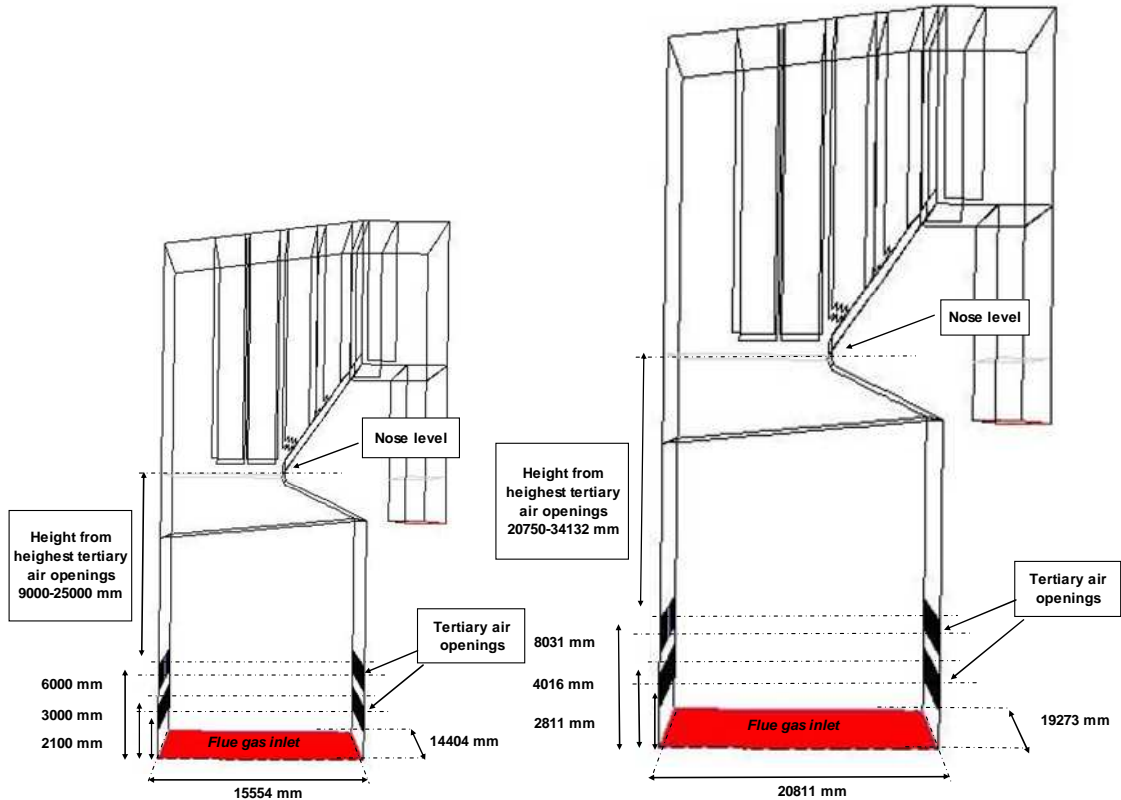 Nose level
Height from
heighest tertiary
air openings
9000-25000 mm
Tertiary air
openings
6000 mm
3000 mm
2100 mm
Flue gas inlet
14404 mm
15554 mm
Nose level
Height from
heighest tertiary
air openings
20750-34132 mm
Tertiary air
openings
8031 mm
4016 mm
2811 mm
Flue gas inlet
19273 mm
20811 mm